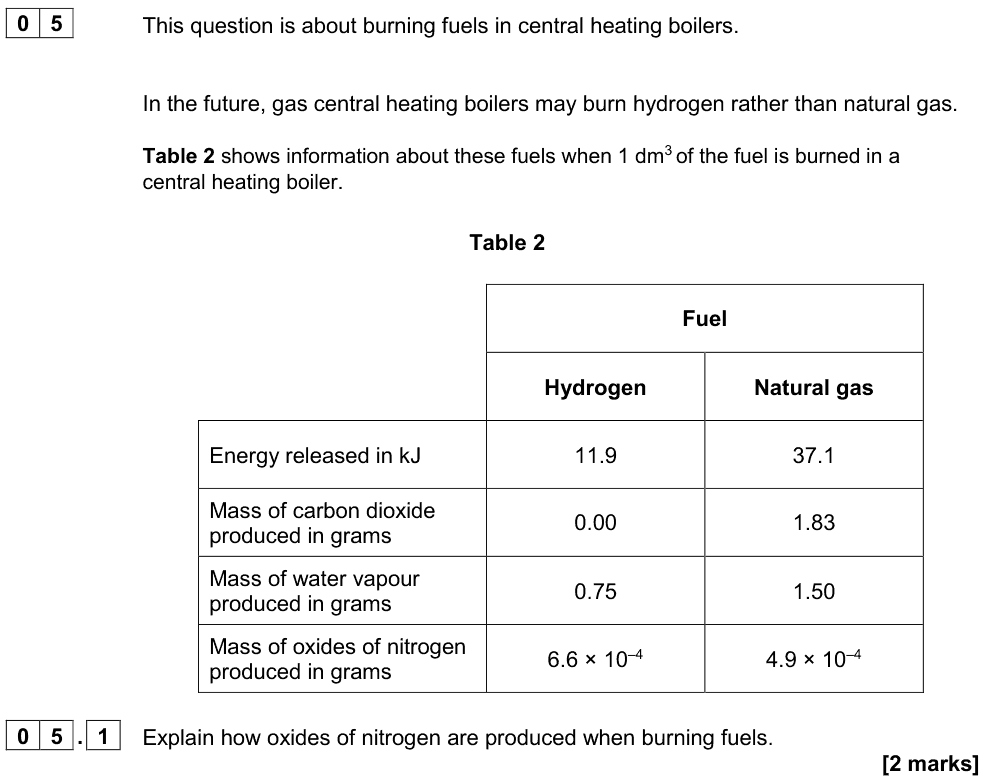 0 5 This question is about burning fuels in central heating boilers.
In the future, gas central heating boilers may burn hydrogen rather than natural gas.
Table 2 shows information about these fuels when 1 dm³ of the fuel is burned in a
central heating boiler.
Table 2
Fuel
Hydrogen Natural gas
Energy released in kJ 11.9 37.1
Mass of carbon dioxide
produced in grams 0.00 1.83
Mass of water vapour
produced in grams 0.75 1.50
Mass of oxides of nitrogen
produced in grams 6.6 × 10⁻⁴ 4.9 × 10⁻⁴
0 5 . 1 Explain how oxides of nitrogen are produced when burning fuels.
[2 marks]